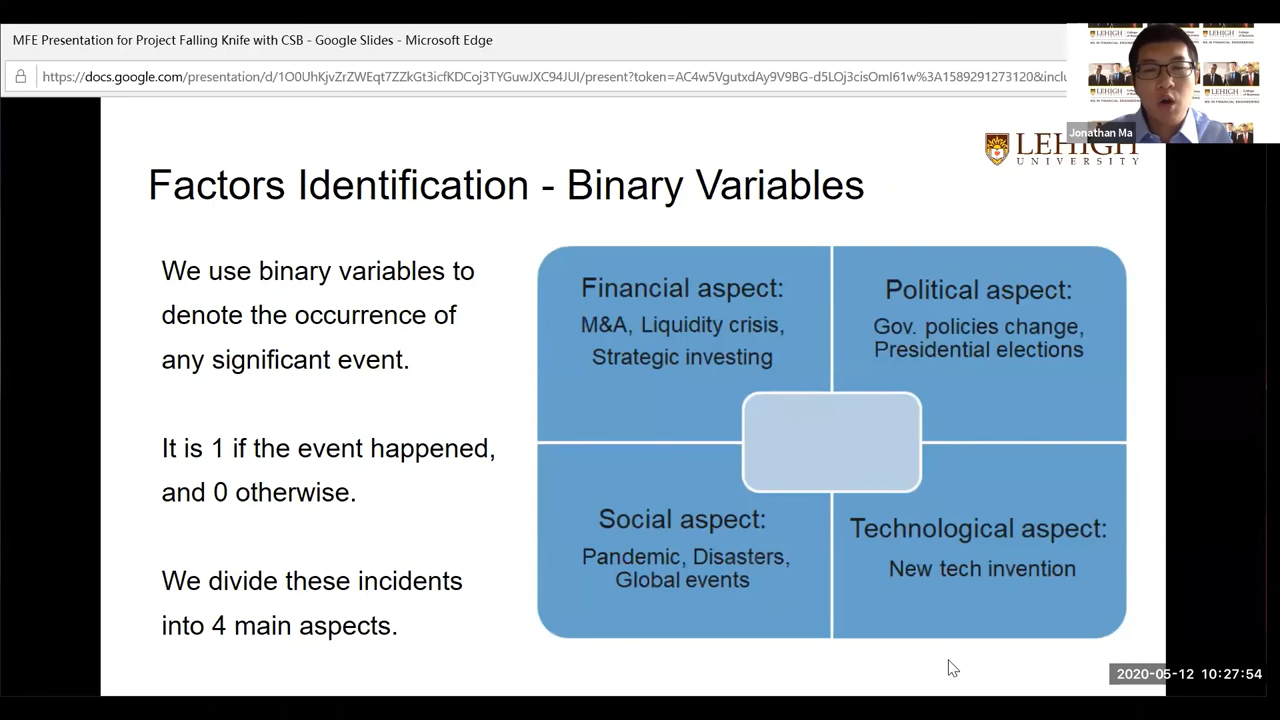 MFE Presentation for Project Falling Knife with CSB - Google Slides - Microsoft Edge
https://docs.google.com/presentation/d/1O0UhKjvZrZWEqt7ZZkGt3icfKDCoj3TYGuwJXC94JUI/present?token=AC4w5VgutxdAy9V9BG-d5LOj3cisOmI61w%3A1589291273120&inclu
Jonathan Ma
LEHIGH
UNIVERSITY
Factors Identification - Binary Variables
We use binary variables to
denote the occurrence of
any significant event.
It is 1 if the event happened,
and 0 otherwise.
We divide these incidents
into 4 main aspects.
Financial aspect:
M&A, Liquidity crisis,
Strategic investing
Political aspect:
Gov. policies change,
Presidential elections
Social aspect:
Pandemic, Disasters,
Global events
Technological aspect:
New tech invention
2020-05-12 10:27:54